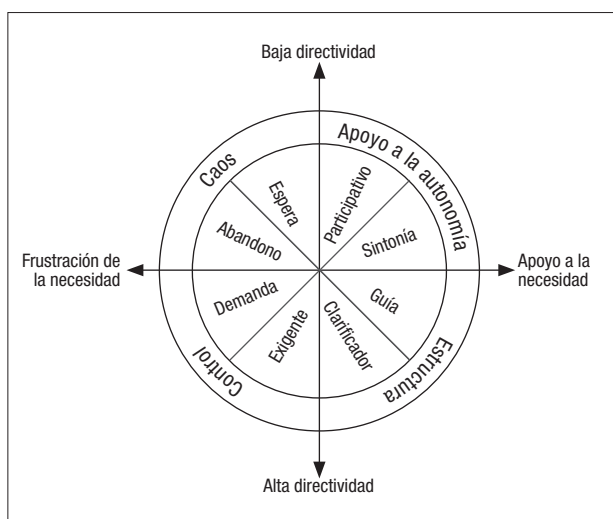 Baja directividad
Caos
Apoyo a la autonomía
Espera
Participativo
Abandono
Sintonía
Frustración de
la necesidad
Apoyo a la
necesidad
Demanda
Guía
Exigente
Clarificador
Control
Estructura
Alta directividad